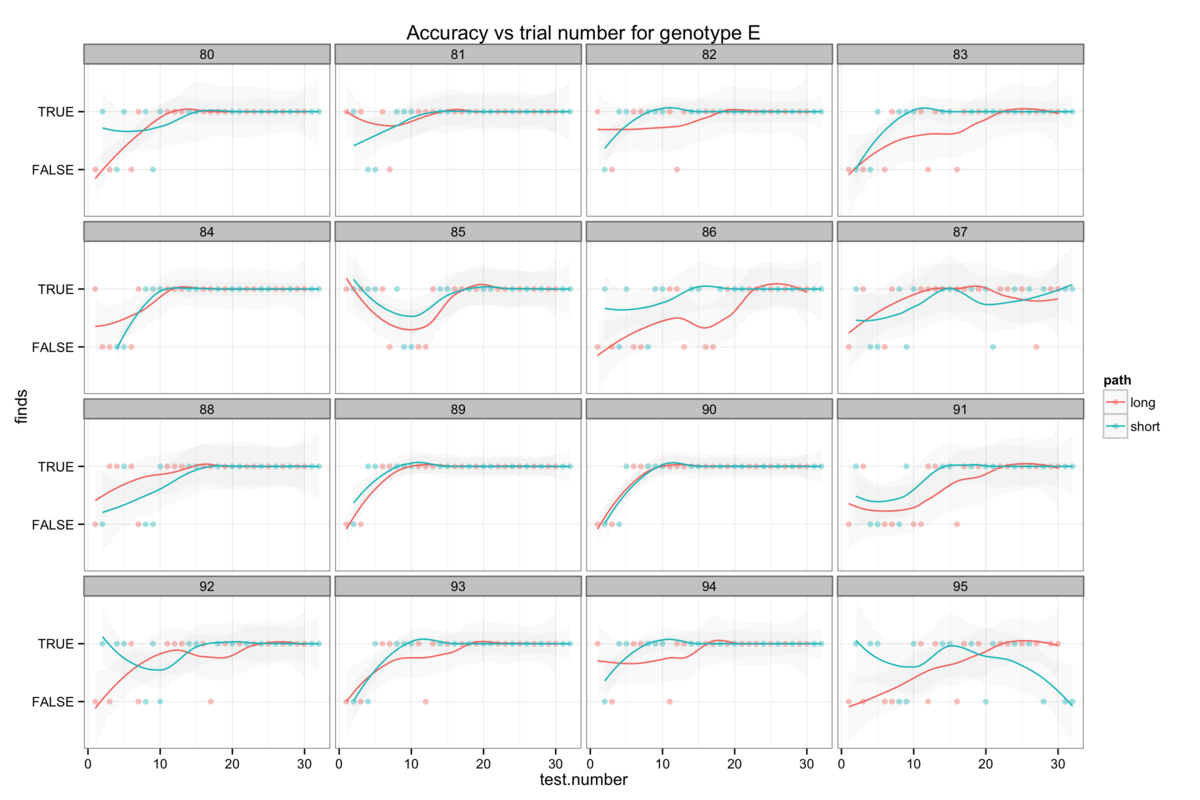 Accuracy vs trial number for genotype E
80 81 82 83
TRUE
FALSE
84 85 86 87
TRUE
FALSE
88 89 90 91
TRUE
FALSE
92 93 94 95
TRUE
FALSE
0 10 20 30 0 10 20 30 0 10 20 30 0 10 20 30
test.number
finds
path
long
short